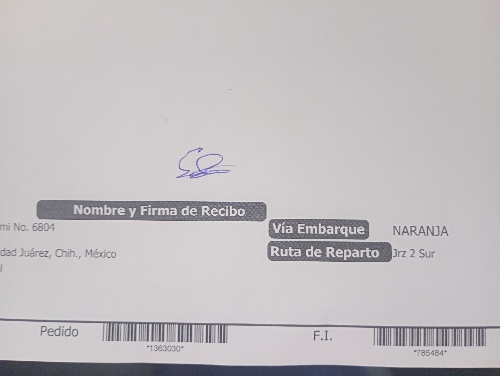 Nombre y Firma de Recibo
mi No. 6804
Vía Embarque NARANJA
dad Juárez, Chih., México
Ruta de Reparto Jrz 2 Sur
Pedido
*1363030*
F.I.
*785484*